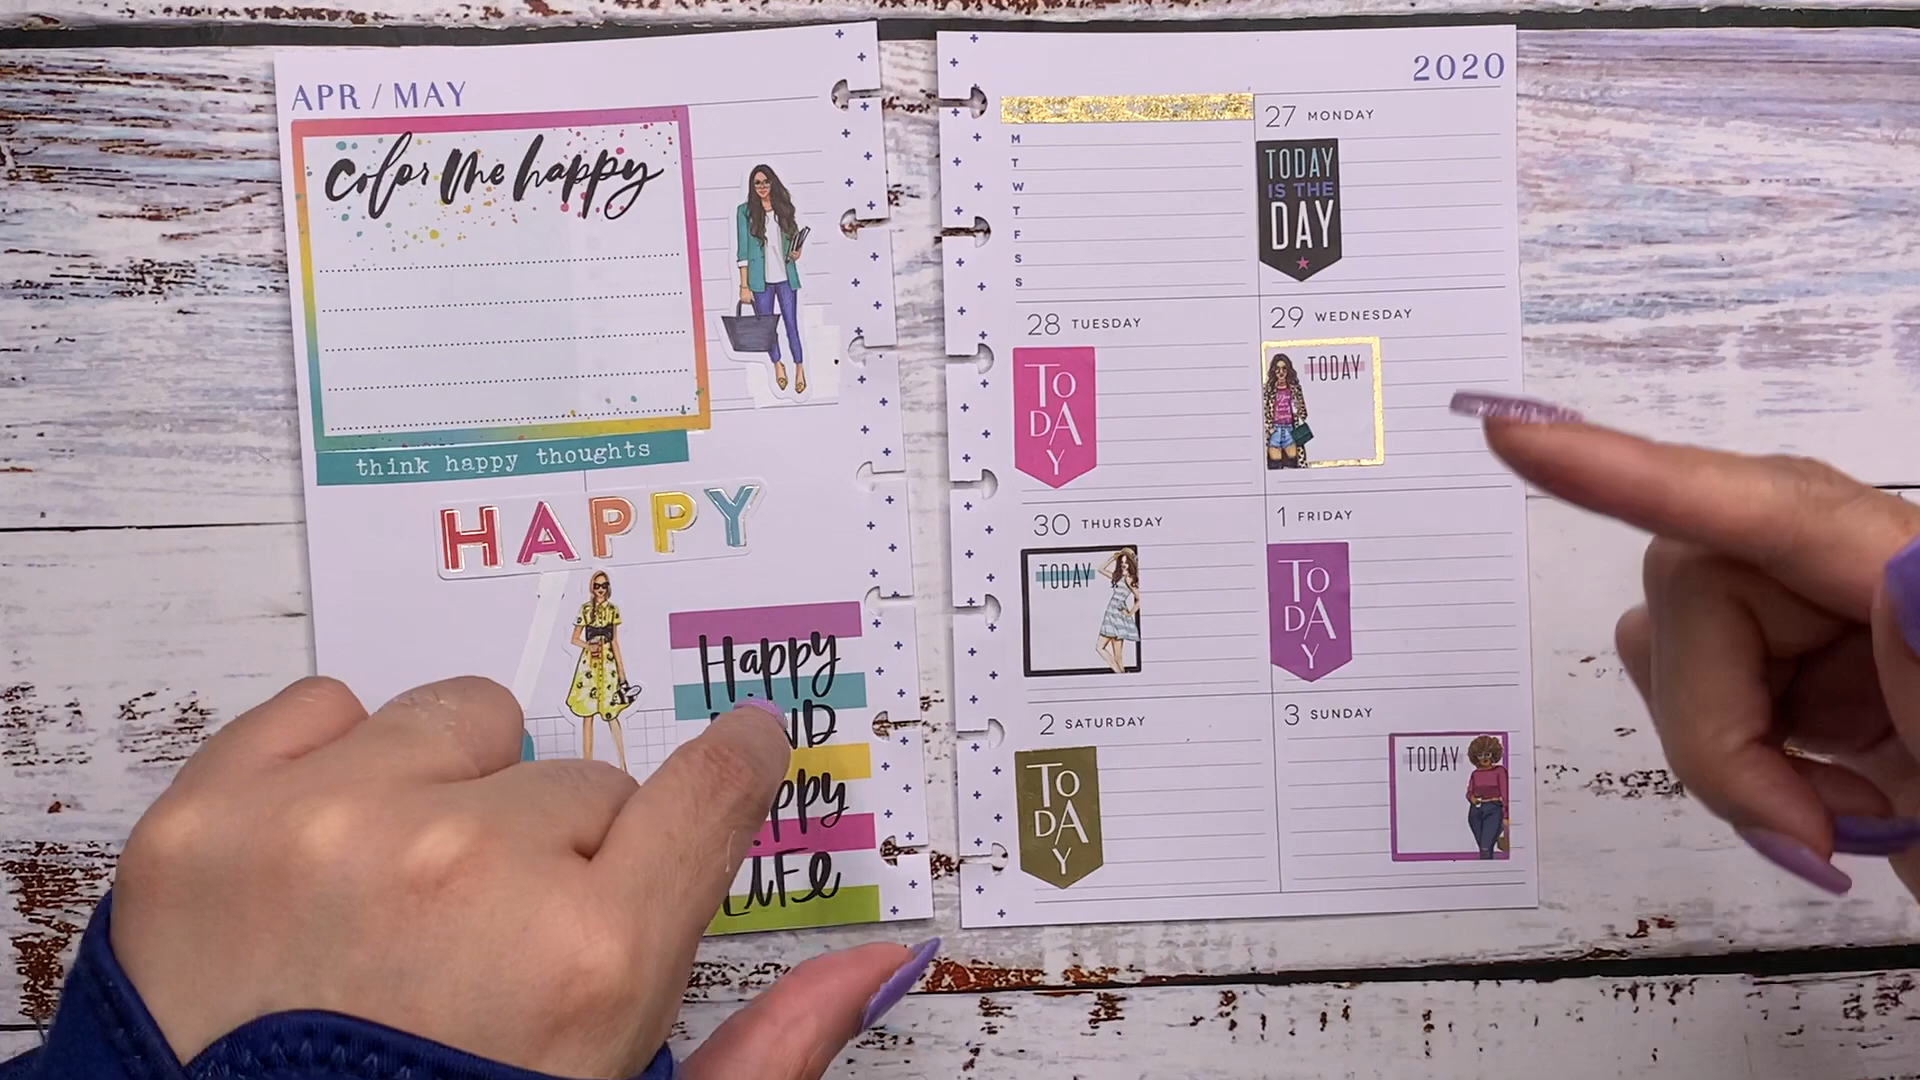 APR / MAY
Color Me happy
think happy thoughts
HAPPY
Happy
Life
2020
M
T
W
T
F
S
S
27 MONDAY
TODAY
IS THE
DAY
28 TUESDAY
TODAY
29 WEDNESDAY
TODAY
30 THURSDAY
TODAY
1 FRIDAY
TODAY
2 SATURDAY
TODAY
3 SUNDAY
TODAY